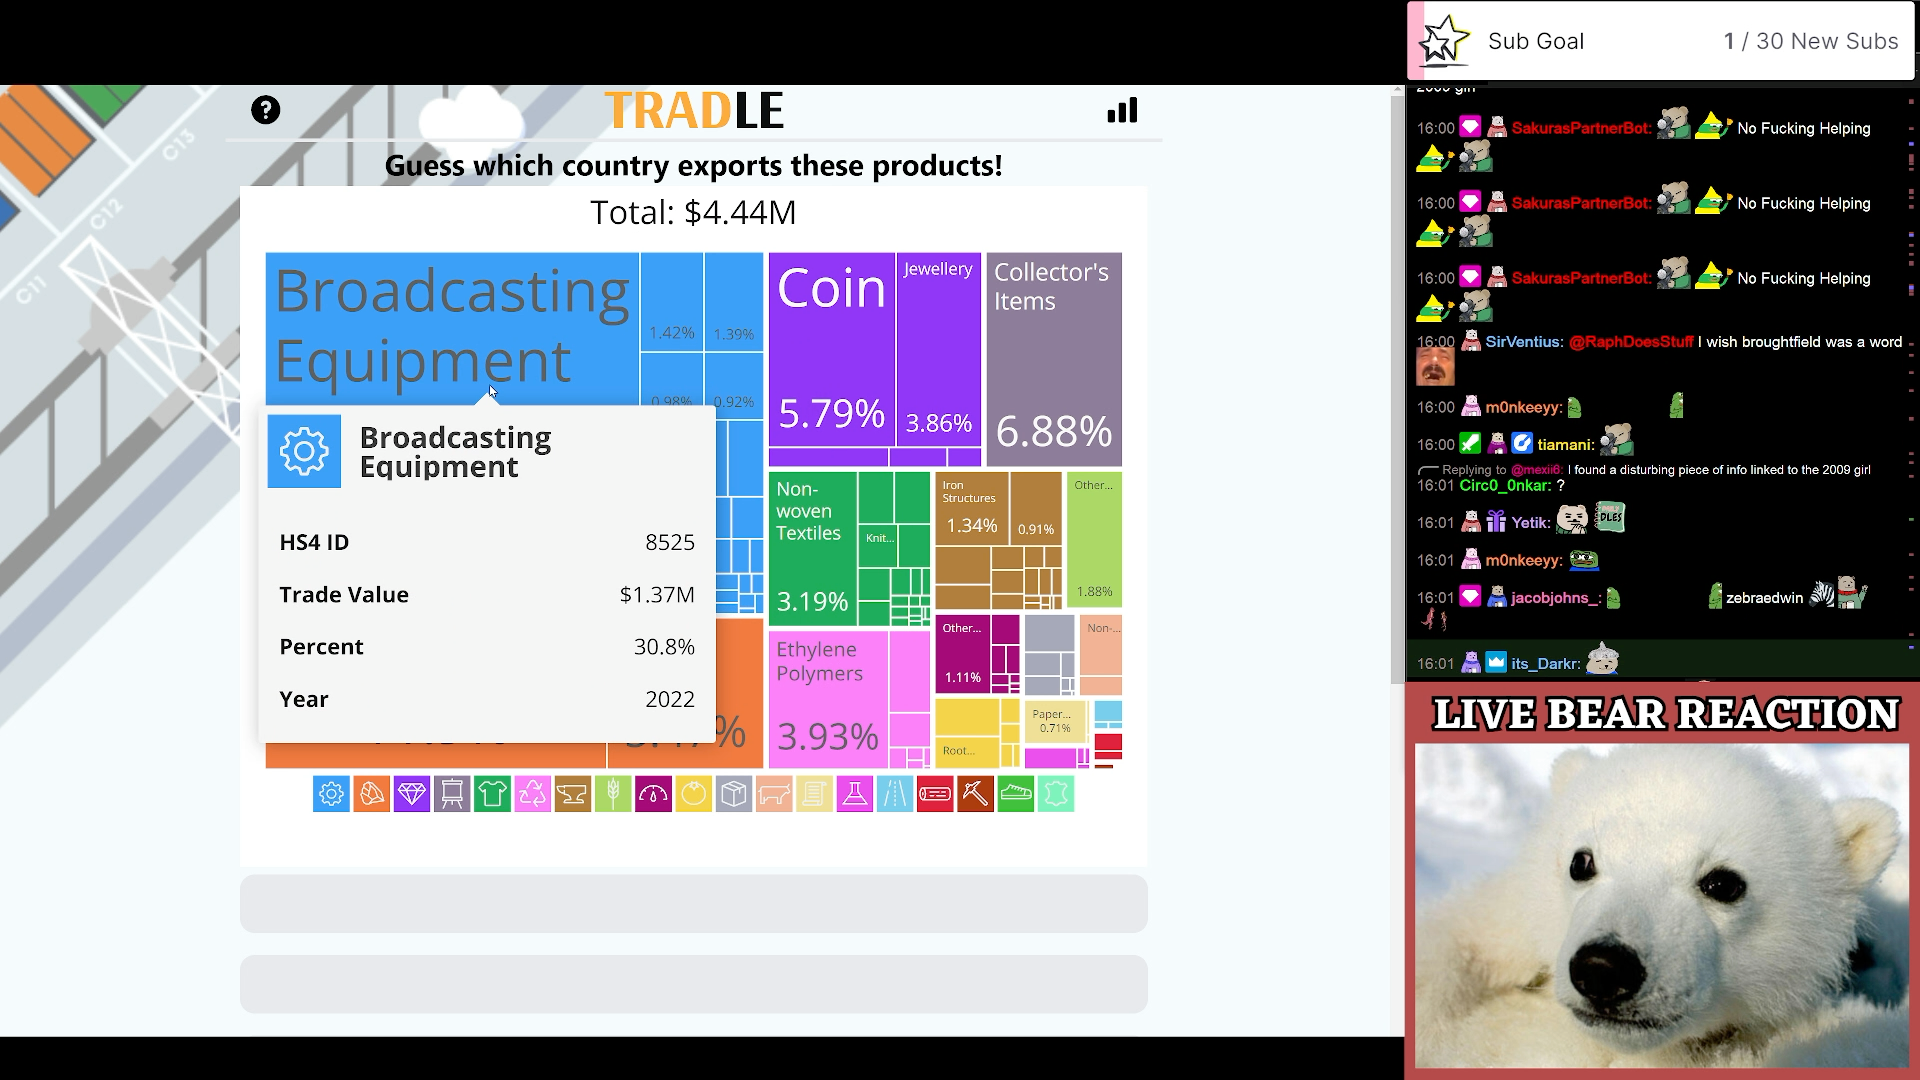 TRADLE
Guess which country exports these products!
Total: $4.44M
Broadcasting
Equipment
1.42%
1.39%
0.98%
0.92%
Coin
5.79%
Jewellery
3.86%
Collector's
Items
6.88%
Broadcasting
Equipment
HS4 ID 8525
Trade Value $1.37M
Percent 30.8%
Year 2022
Non-
woven
Textiles
3.19%
Knit...
Iron
Structures
1.34%
0.91%
Other...
1.88%
Ethylene
Polymers
3.93%
Other...
1.11%
Non-...
Root...
Paper...
0.71%
C13
C12
C11
Sub Goal 1 / 30 New Subs
2009 girl
16:00 SakurasPartnerBot: No Fucking Helping
16:00 SakurasPartnerBot: No Fucking Helping
16:00 SakurasPartnerBot: No Fucking Helping
16:00 SirVentius: @RaphDoesStuff I wish broughtfield was a word
16:00 m0nkeeyy:
16:00 tiamani:
Replying to @mexii6: I found a disturbing piece of info linked to the 2009 girl
16:01 Circ0_0nkar: ?
16:01 Yetik: DLES
16:01 m0nkeeyy:
16:01 jacobjohns_: zebraedwin
16:01 its_Darkr:
LIVE BEAR REACTION